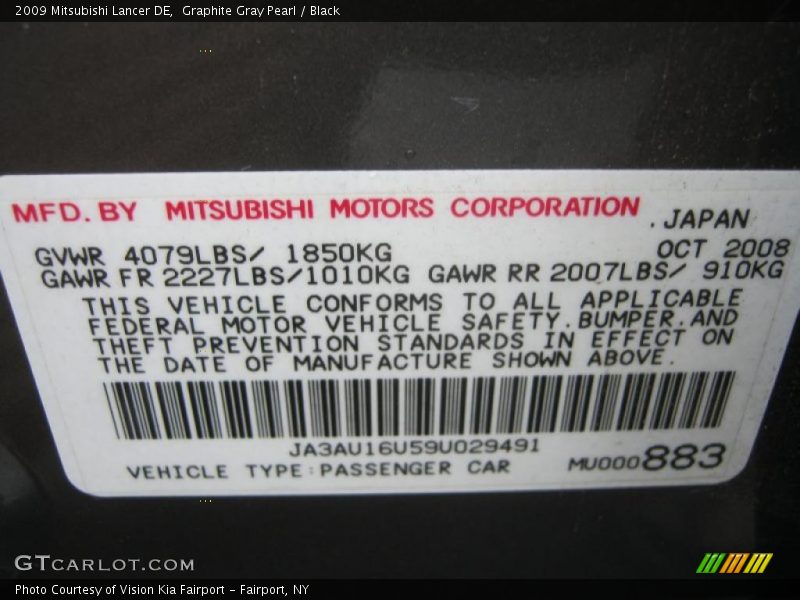 2009 Mitsubishi Lancer DE,  Graphite Gray Pearl / Black
MFD. BY MITSUBISHI MOTORS CORPORATION . JAPAN
GVWR 4079LBS/ 1850KG OCT 2008
GAWR FR 2227LBS/1010KG GAWR RR 2007LBS/ 910KG
THIS VEHICLE CONFORMS TO ALL APPLICABLE
FEDERAL MOTOR VEHICLE SAFETY.BUMPER.AND
THEFT PREVENTION STANDARDS IN EFFECT ON
THE DATE OF MANUFACTURE SHOWN ABOVE.
JA3AU16U59U029491
VEHICLE TYPE:PASSENGER CAR MU000883
GTCARLOT.COM
Photo Courtesy of Vision Kia Fairport – Fairport, NY